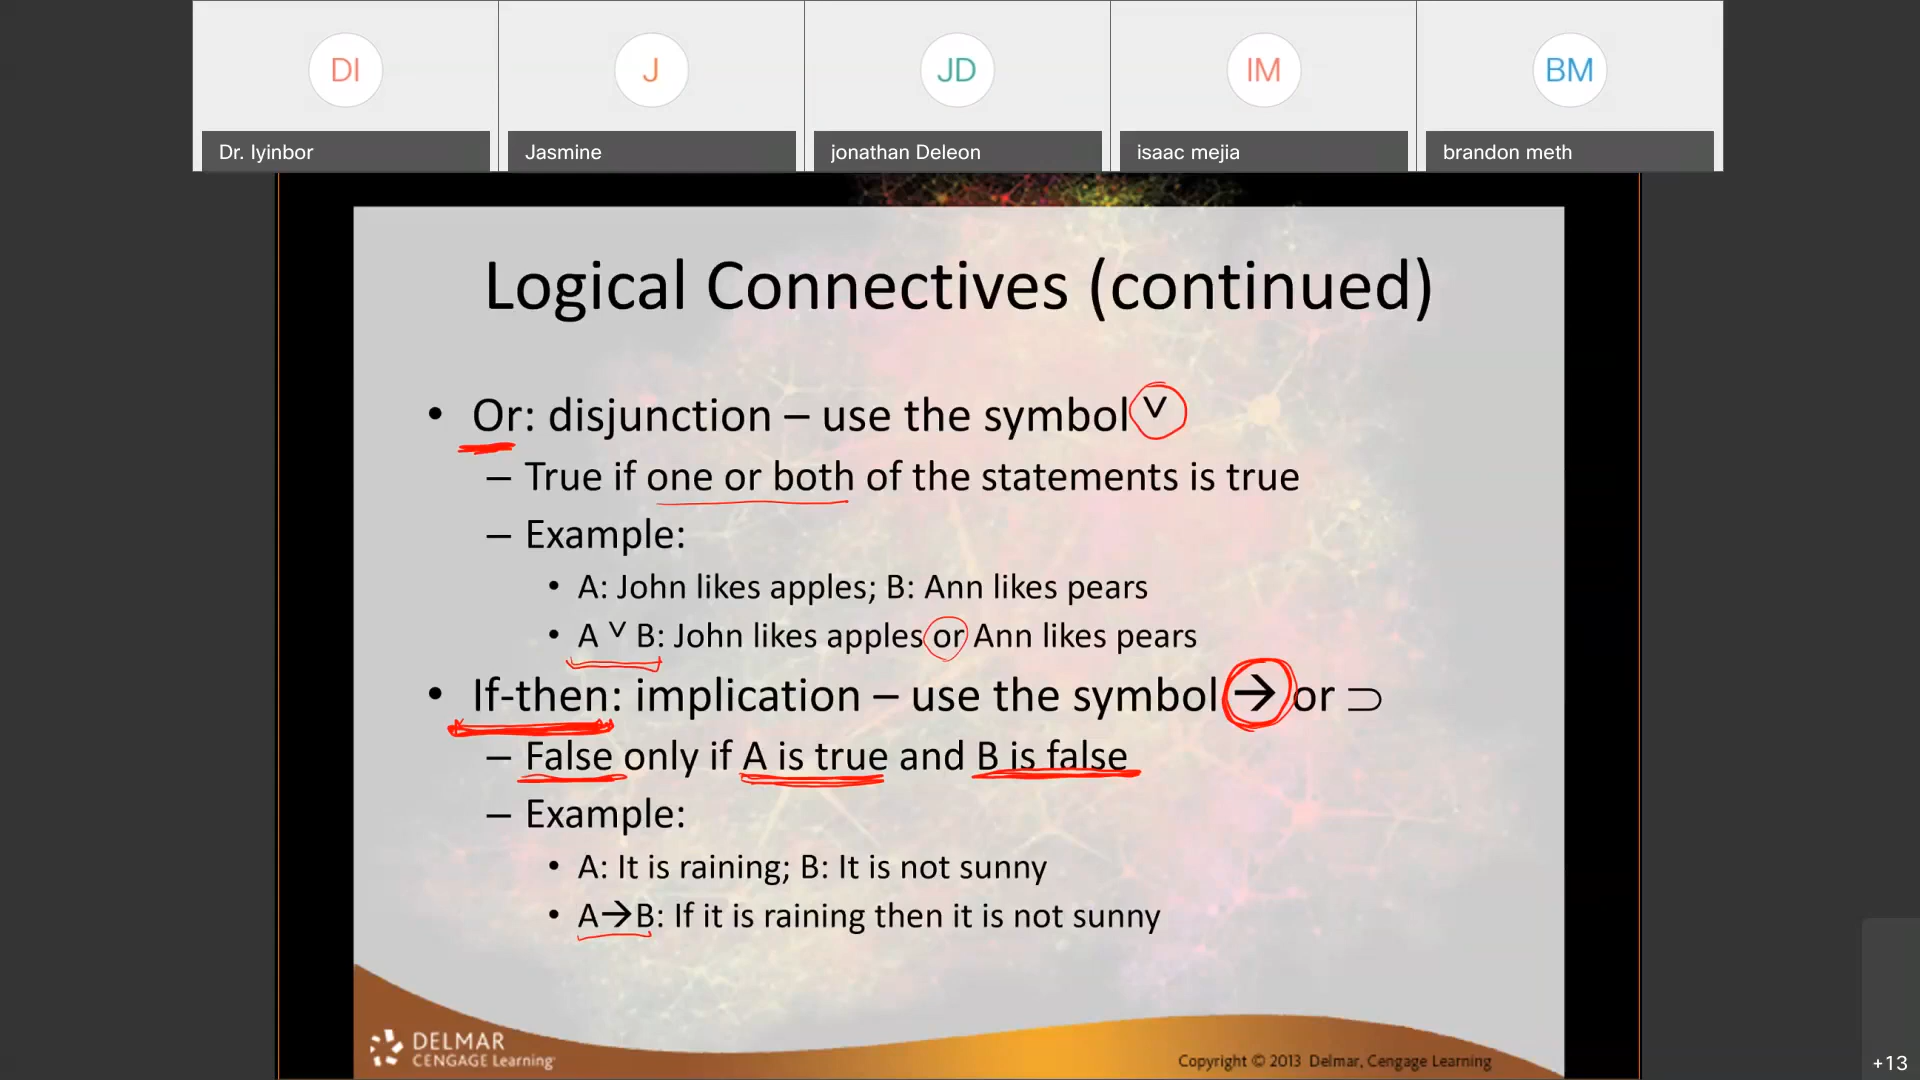 DI J JD IM BM
Dr. Iyinbor Jasmine jonathan Deleon isaac mejia brandon meth
Logical Connectives (continued)
• Or: disjunction – use the symbol ˅
– True if one or both of the statements is true
– Example:
• A: John likes apples; B: Ann likes pears
• A ˅ B: John likes apples or Ann likes pears
• If-then: implication – use the symbol → or ⊃
– False only if A is true and B is false
– Example:
• A: It is raining; B: It is not sunny
• A→B: If it is raining then it is not sunny
DELMAR
CENGAGE Learning
Copyright © 2013 Delmar, Cengage Learning
+13